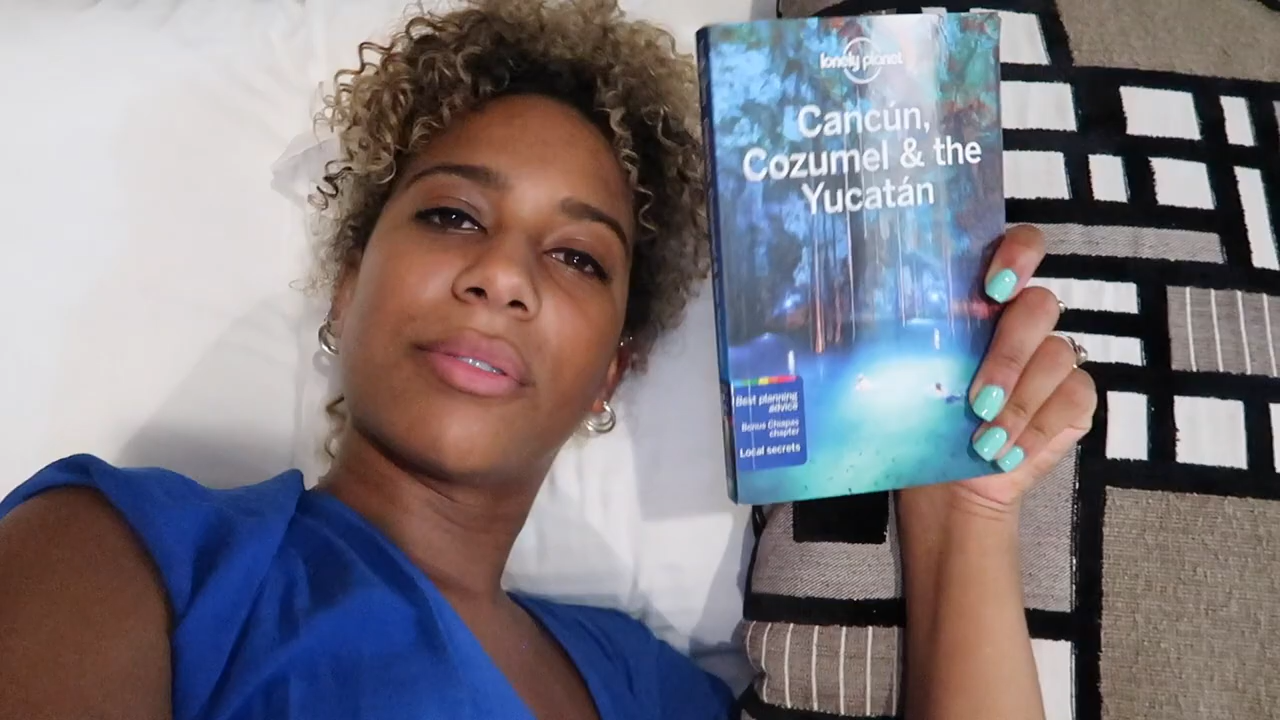 lonely planet
Cancún,
Cozumel & the
Yucatán
Best planning
advice
Bonus Chiapas
chapter
Local secrets